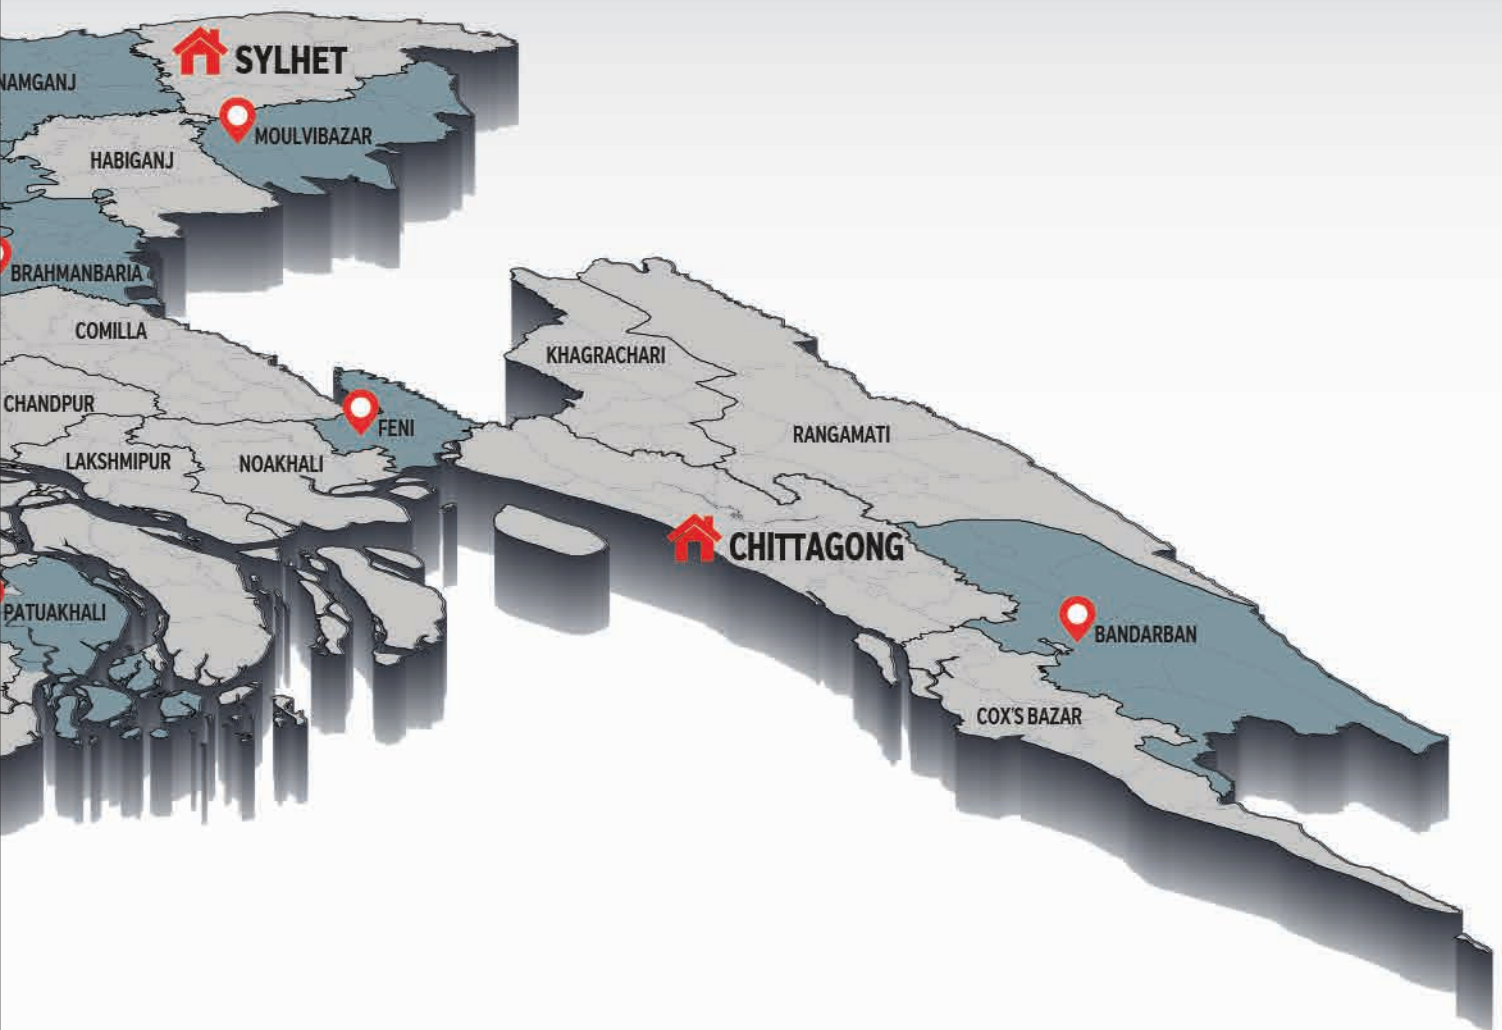 SYLHET
NAMGANJ
MOULVIBAZAR
HABIGANJ
BRAHMANBARIA
COMILLA
KHAGRACHARI
CHANDPUR
FENI
RANGAMATI
LAKSHMIPUR
NOAKHALI
CHITTAGONG
PATUAKHALI
BANDARBAN
COX'S BAZAR